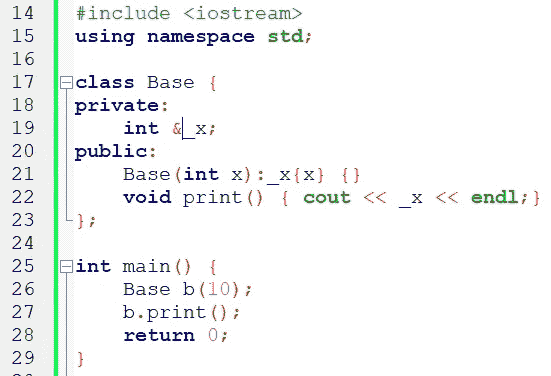 14 #include <iostream>
15 using namespace std;
16
17 class Base {
18 private:
19     int &_x;
20 public:
21     Base(int x):_x{x} {}
22     void print() { cout << _x << endl;}
23 };
24
25 int main() {
26     Base b(10);
27     b.print();
28     return 0;
29 }